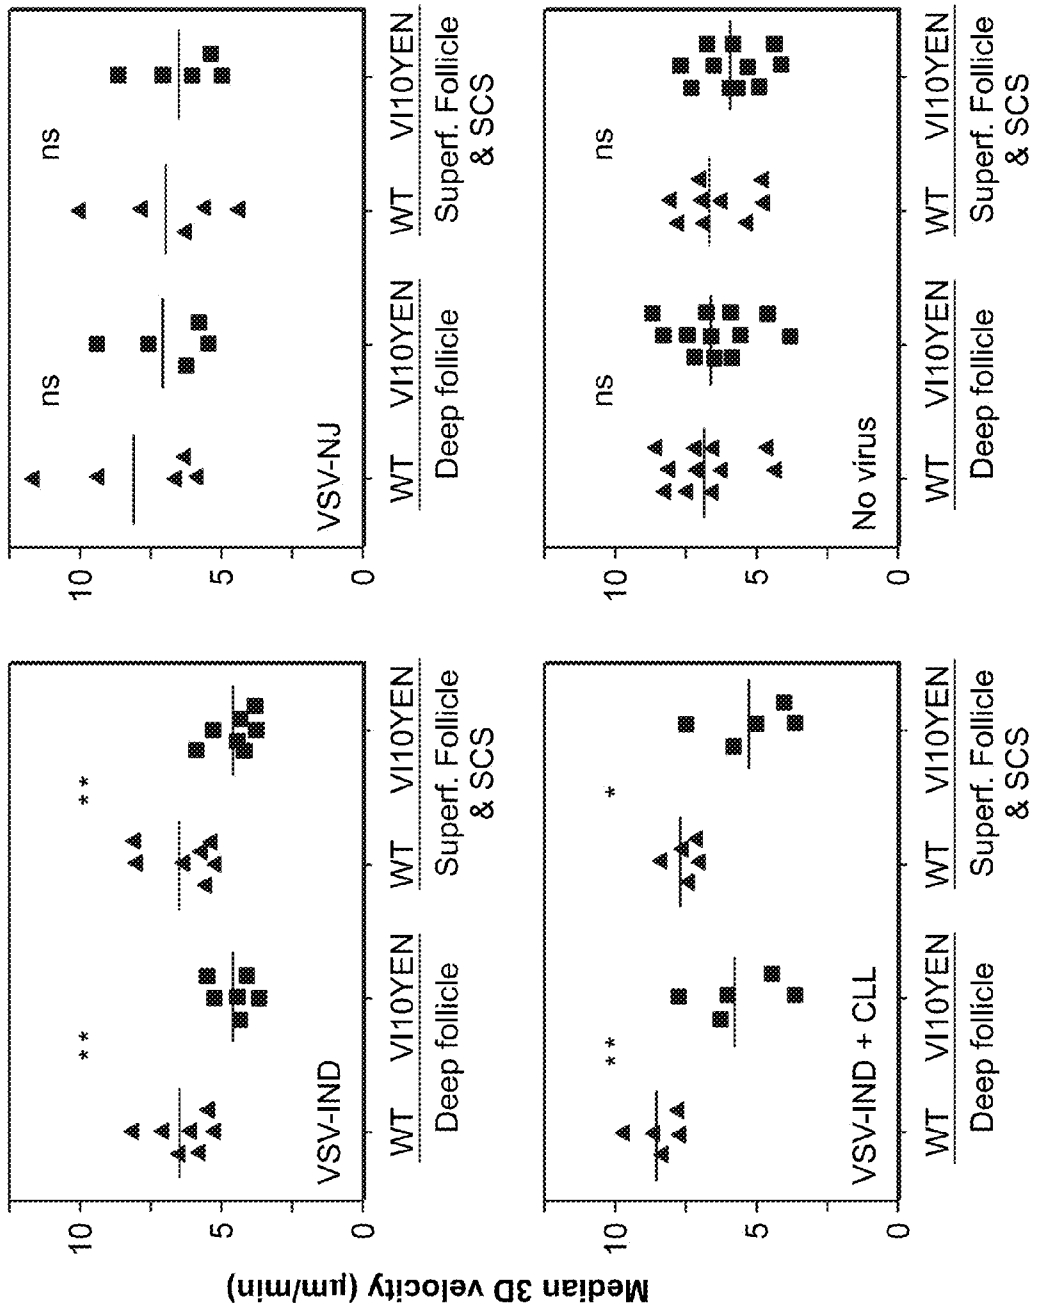 Median 3D velocity (µm/min)
10
5
0
VSV-IND
**
**
WT VI10YEN WT VI10YEN
Deep follicle Superf. Follicle
& SCS
10
5
0
VSV-NJ
ns
ns
WT VI10YEN WT VI10YEN
Deep follicle Superf. Follicle
& SCS
10
5
0
VSV-IND + CLL
**
*
WT VI10YEN WT VI10YEN
Deep follicle Superf. Follicle
& SCS
10
5
0
No virus
ns
ns
WT VI10YEN WT VI10YEN
Deep follicle Superf. Follicle
& SCS